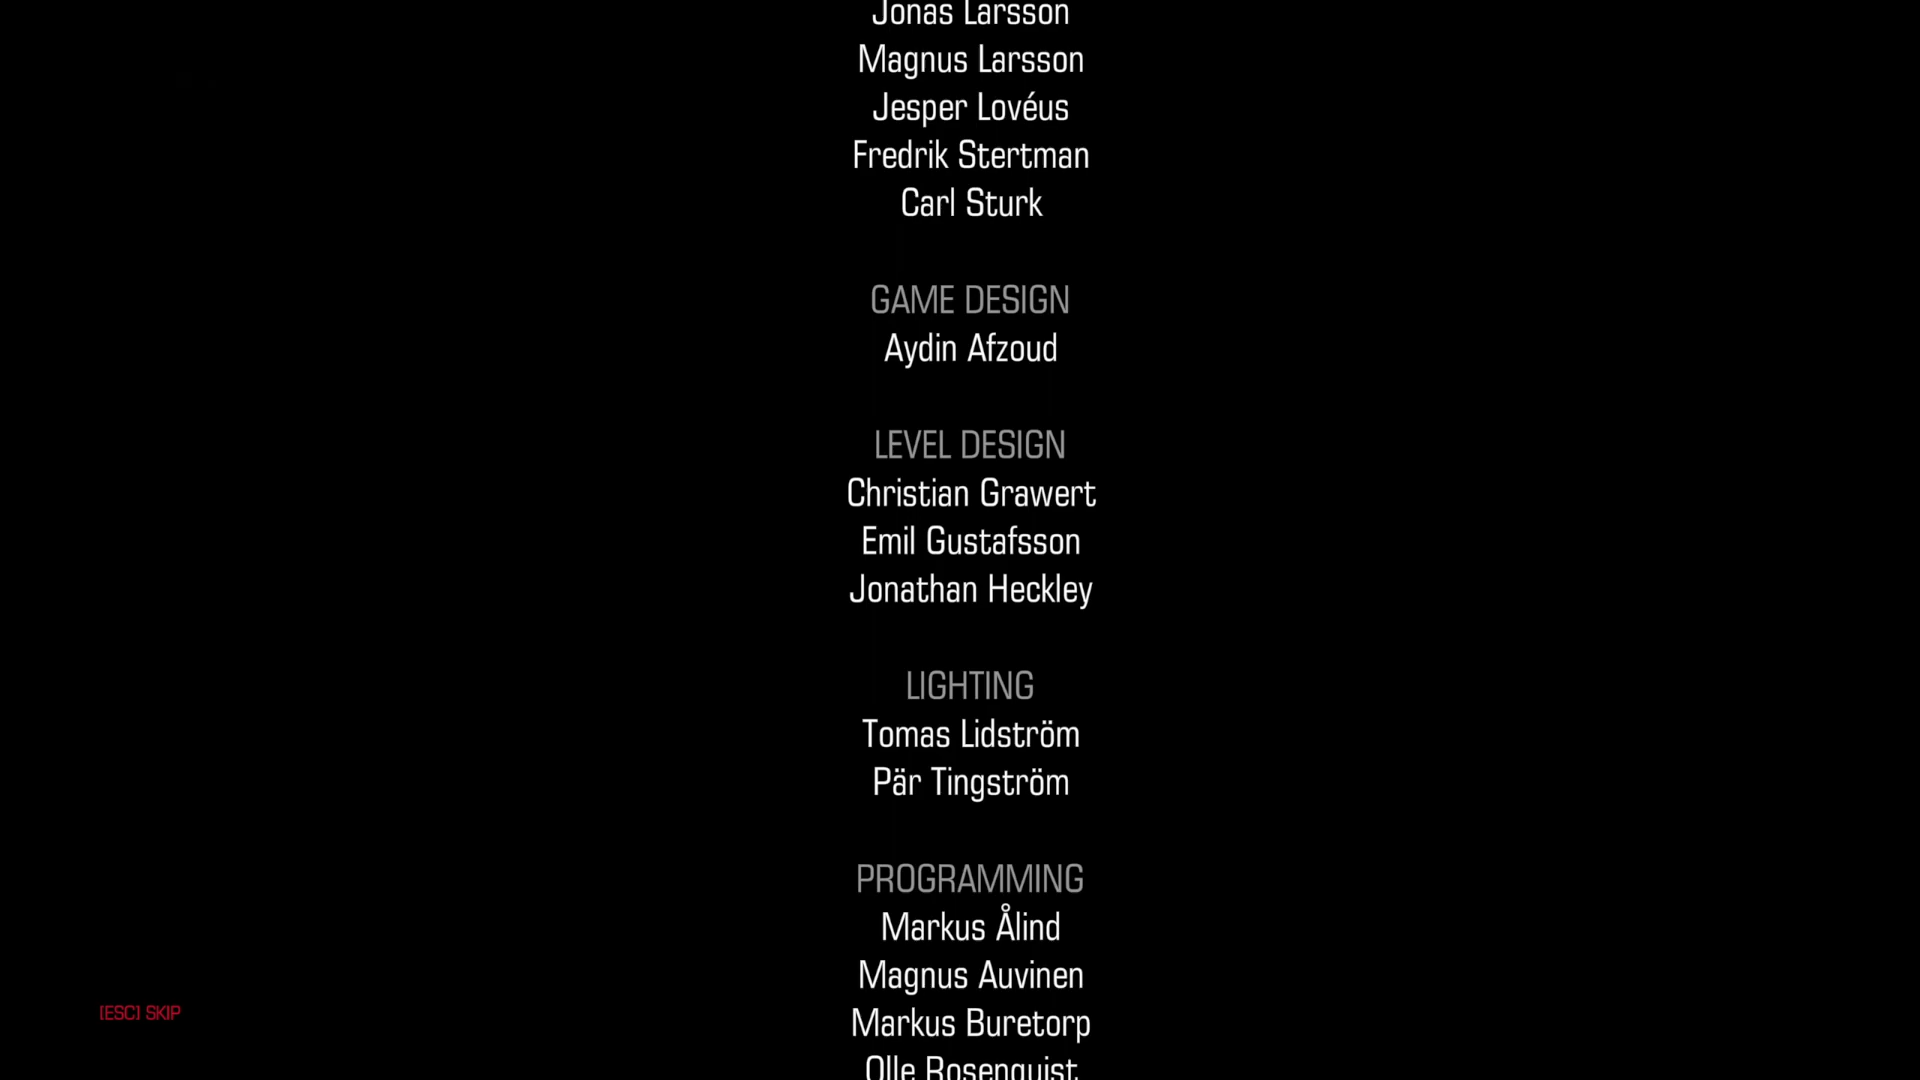 Jonas Larsson
Magnus Larsson
Jesper Lovéus
Fredrik Stertman
Carl Sturk
GAME DESIGN
Aydin Afzoud
LEVEL DESIGN
Christian Grawert
Emil Gustafsson
Jonathan Heckley
LIGHTING
Tomas Lidström
Pär Tingström
PROGRAMMING
Markus Ålind
Magnus Auvinen
Markus Buretorp
Olle Rosenquist
[ESC] SKIP